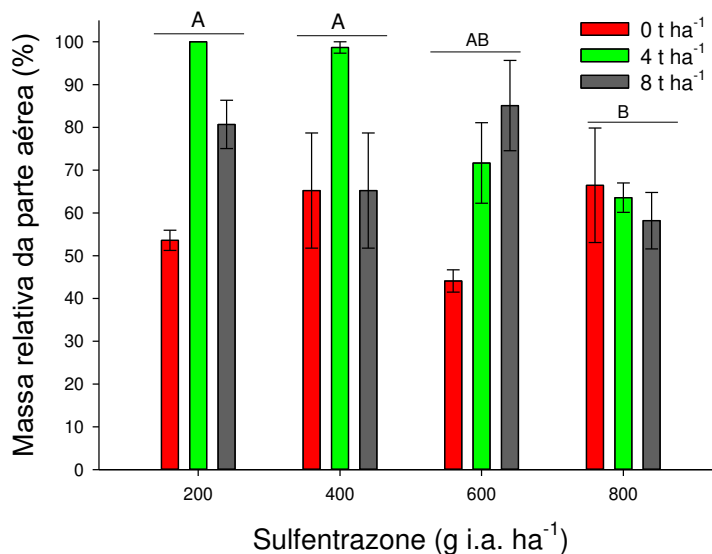 A
A
AB
B
0 t ha⁻¹
4 t ha⁻¹
8 t ha⁻¹
Massa relativa da parte aérea (%)
100
90
80
70
60
50
40
30
20
10
0
200 400 600 800
Sulfentrazone (g i.a. ha⁻¹)